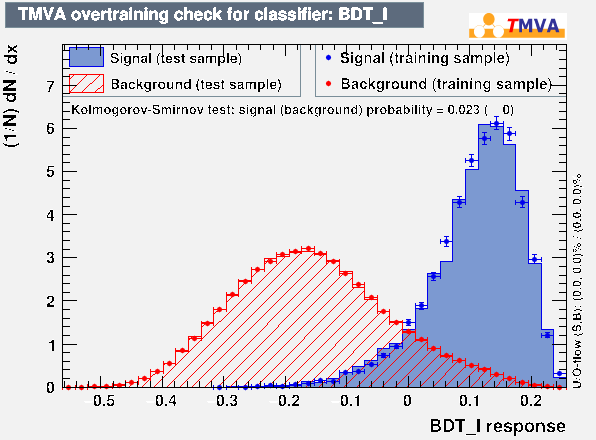 TMVA overtraining check for classifier: BDT_I
TMVA
(1/N) dN / dx
Signal (test sample)
Background (test sample)
Signal (training sample)
Background (training sample)
Kolmogorov-Smirnov test: signal (background) probability = 0.023 ( 0)
7
6
5
4
3
2
1
0
-0.5 -0.4 -0.3 -0.2 -0.1 0 0.1 0.2
BDT_I response
U/O-flow (S,B): (0.0, 0.0)% / (0.0, 0.0)%